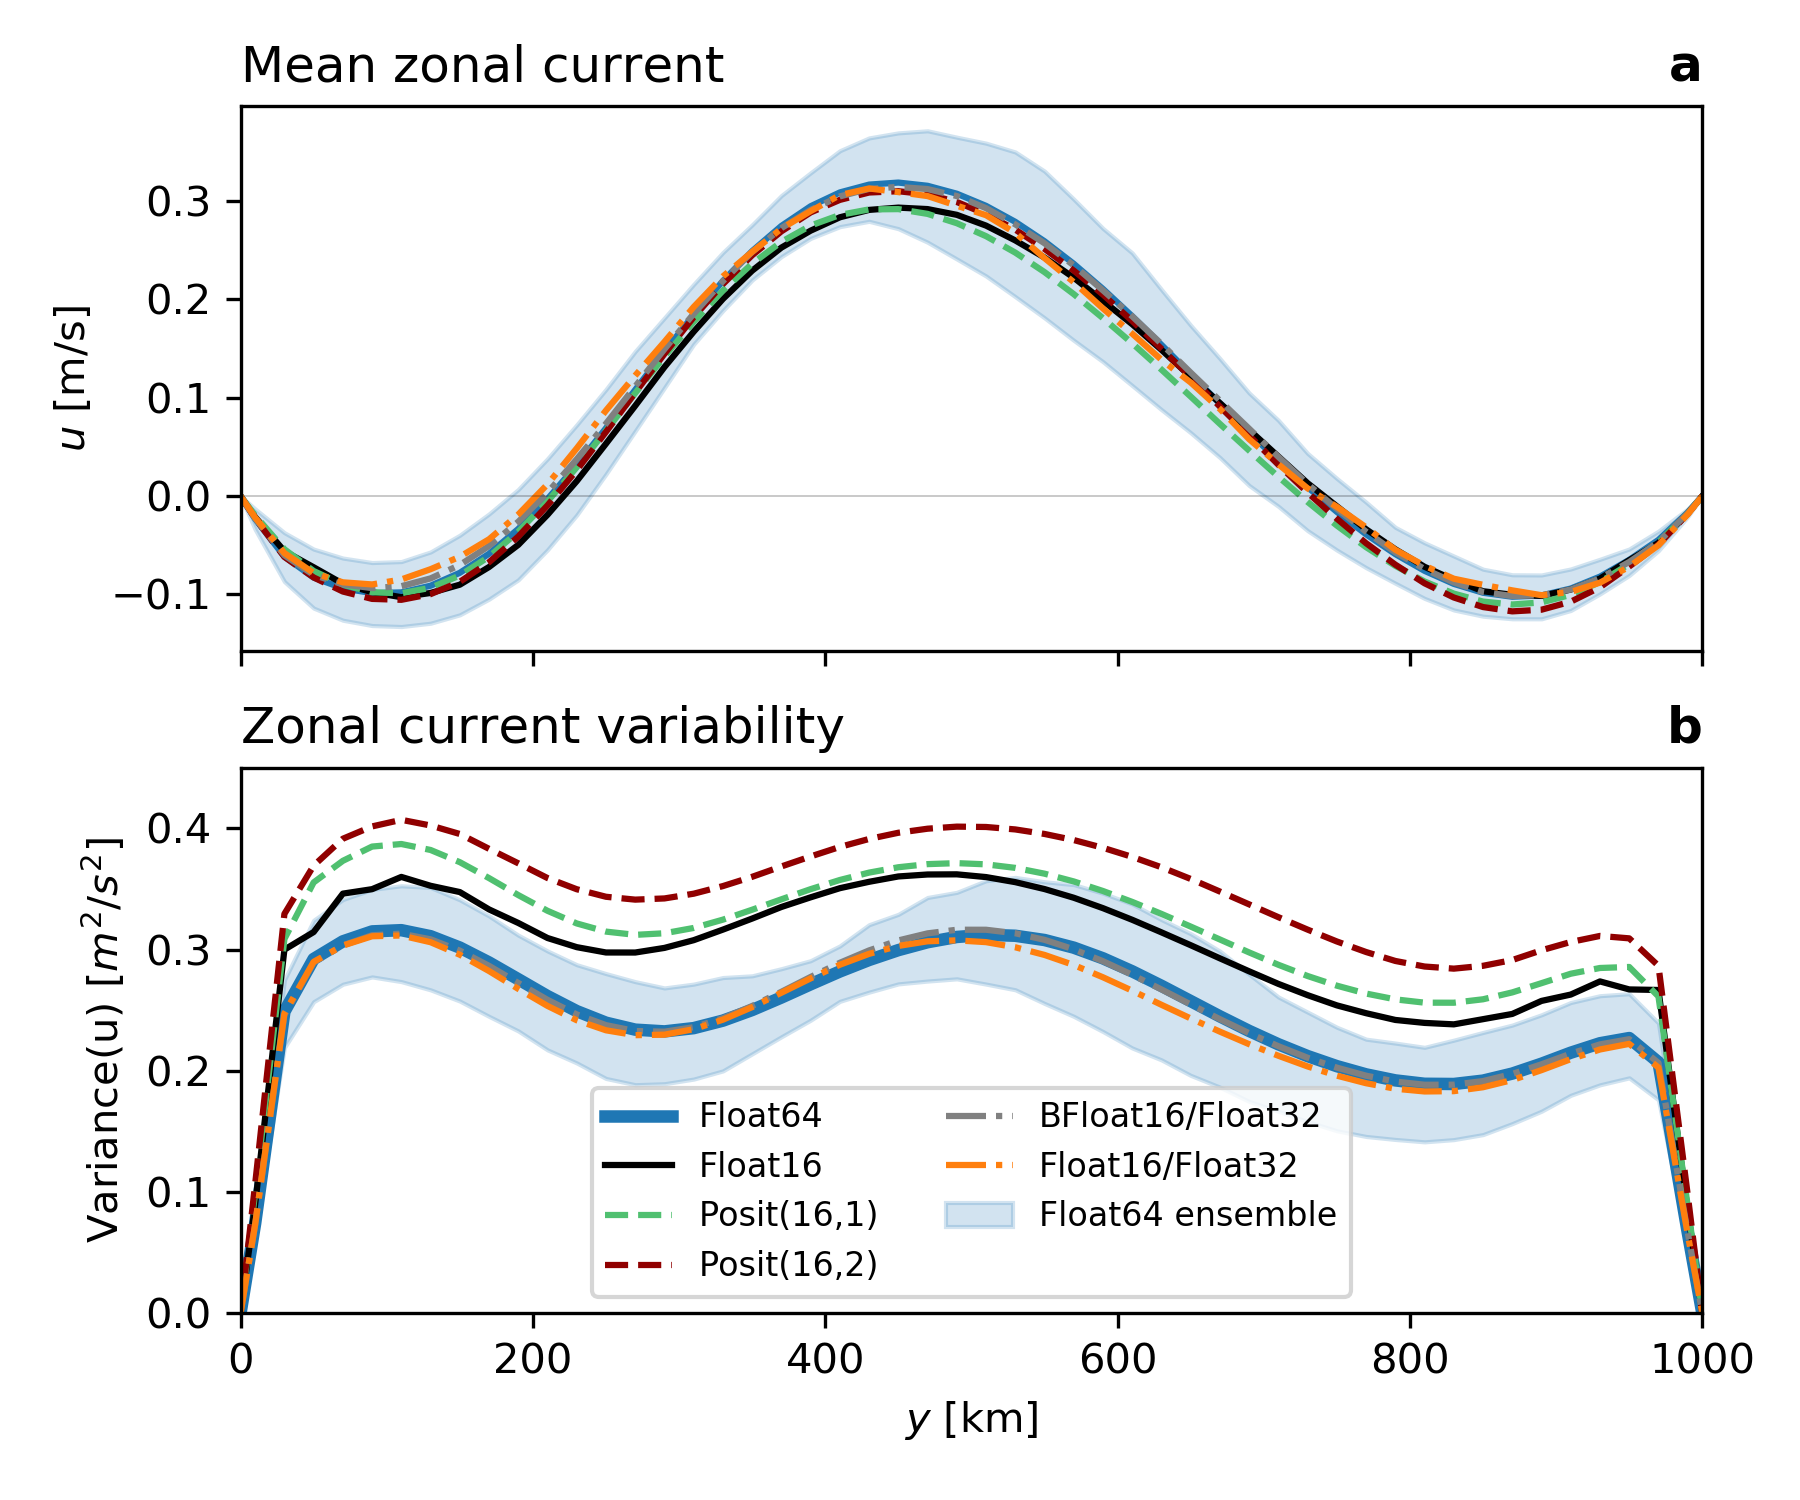 Mean zonal current a
0.3
0.2
0.1
0.0
−0.1
u [m/s]
Zonal current variability b
0.4
0.3
0.2
0.1
0.0
Variance(u) [m²/s²]
Float64 BFloat16/Float32
Float16 Float16/Float32
Posit(16,1) Float64 ensemble
Posit(16,2)
0 200 400 600 800 1000
y [km]